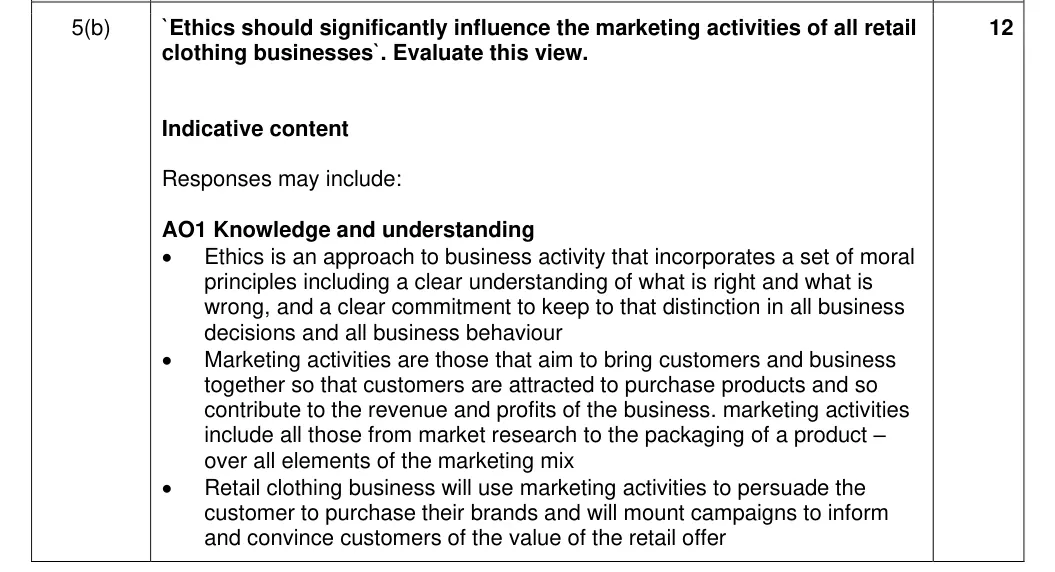 5(b) `Ethics should significantly influence the marketing activities of all retail 12
clothing businesses`. Evaluate this view.
Indicative content
Responses may include:
AO1 Knowledge and understanding
• Ethics is an approach to business activity that incorporates a set of moral
principles including a clear understanding of what is right and what is
wrong, and a clear commitment to keep to that distinction in all business
decisions and all business behaviour
• Marketing activities are those that aim to bring customers and business
together so that customers are attracted to purchase products and so
contribute to the revenue and profits of the business. marketing activities
include all those from market research to the packaging of a product –
over all elements of the marketing mix
• Retail clothing business will use marketing activities to persuade the
customer to purchase their brands and will mount campaigns to inform
and convince customers of the value of the retail offer